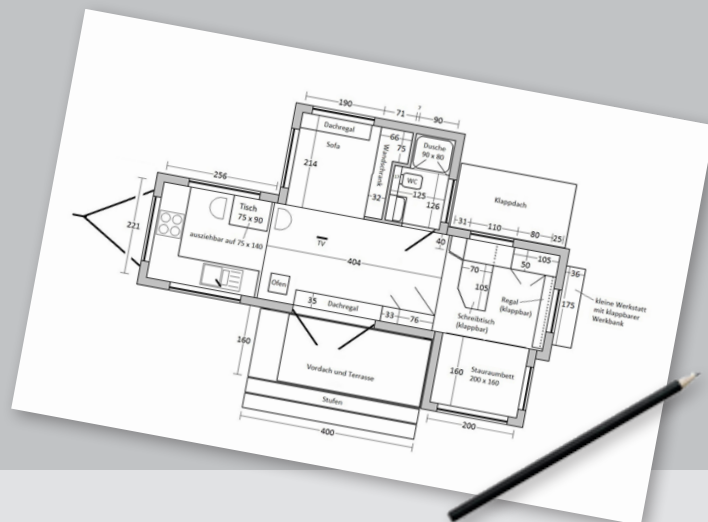 190
71
7
90
Dachregal
Sofa
66
75
Wandschrank
Dusche
90 x 80
214
WC
125
126
32
Klappdach
256
Tisch
75 x 90
221
ausziehbar auf 75 x 140
TV
404
40
31
110
80
25
105
50
36
70
105
175
Regal
(klappbar)
Schreibtisch
(klappbar)
kleine Werkstatt
mit klappbarer
Werkbank
Ofen
35
Dachregal
33
76
160
Vordach und Terrasse
160
Stauraumbett
200 x 160
Stufen
400
200